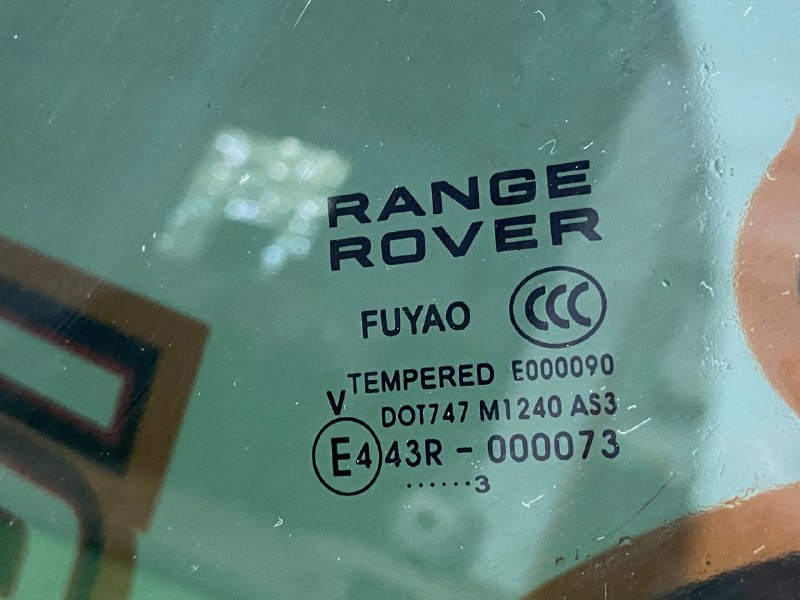 RANGE
ROVER
FUYAO CCC
TEMPERED E000090
V DOT747 M1240 AS3
E4 43R - 000073
......3